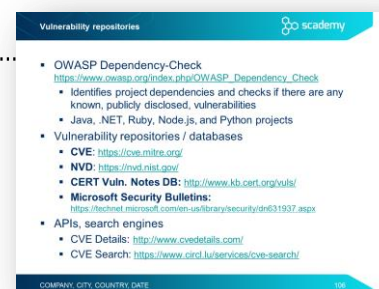 Vulnerability repositories
scademy
OWASP Dependency-Check
https://www.owasp.org/index.php/OWASP_Dependency_Check
Identifies project dependencies and checks if there are any
known, publicly disclosed, vulnerabilities
Java, .NET, Ruby, Node.js, and Python projects
Vulnerability repositories / databases
CVE: https://cve.mitre.org/
NVD: https://nvd.nist.gov/
CERT Vuln. Notes DB: http://www.kb.cert.org/vuls/
Microsoft Security Bulletins:
https://technet.microsoft.com/en-us/library/security/dn631937.aspx
APIs, search engines
CVE Details: http://www.cvedetails.com/
CVE Search: https://www.circl.lu/services/cve-search/
COMPANY, CITY, COUNTRY, DATE
106